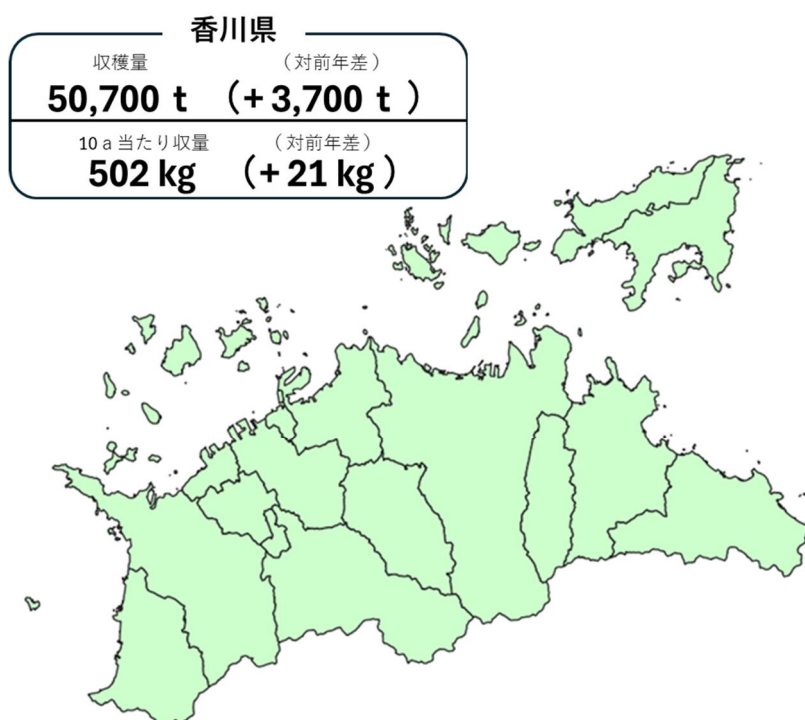 香川県
収穫量 （対前年差）
50,700 t （+3,700 t ）
10 a 当たり収量 （対前年差）
502 kg （+21 kg ）